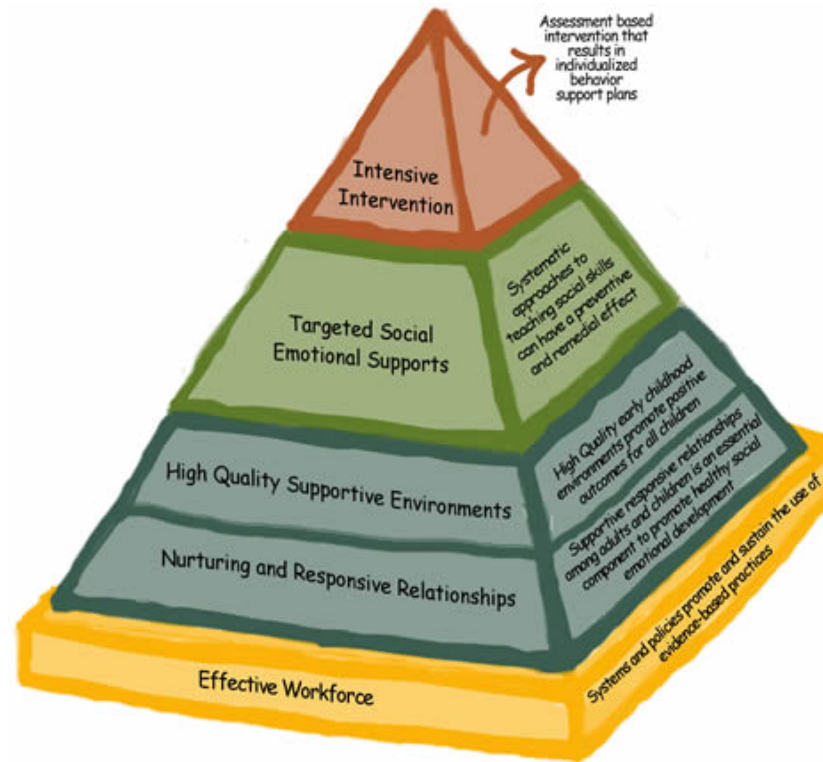 Assessment based
intervention that
results in
individualized
behavior
support plans
Intensive
Intervention
Systematic
approaches to
teaching social skills
can have a preventive
and remedial effect
Targeted Social
Emotional Supports
High Quality early childhood
environments promote positive
outcomes for all children
High Quality Supportive Environments
Supportive responsive relationships
among adults and children is an essential
component to promote healthy social
emotional development
Nurturing and Responsive Relationships
Systems and policies promote and sustain the use of
evidence-based practices
Effective Workforce